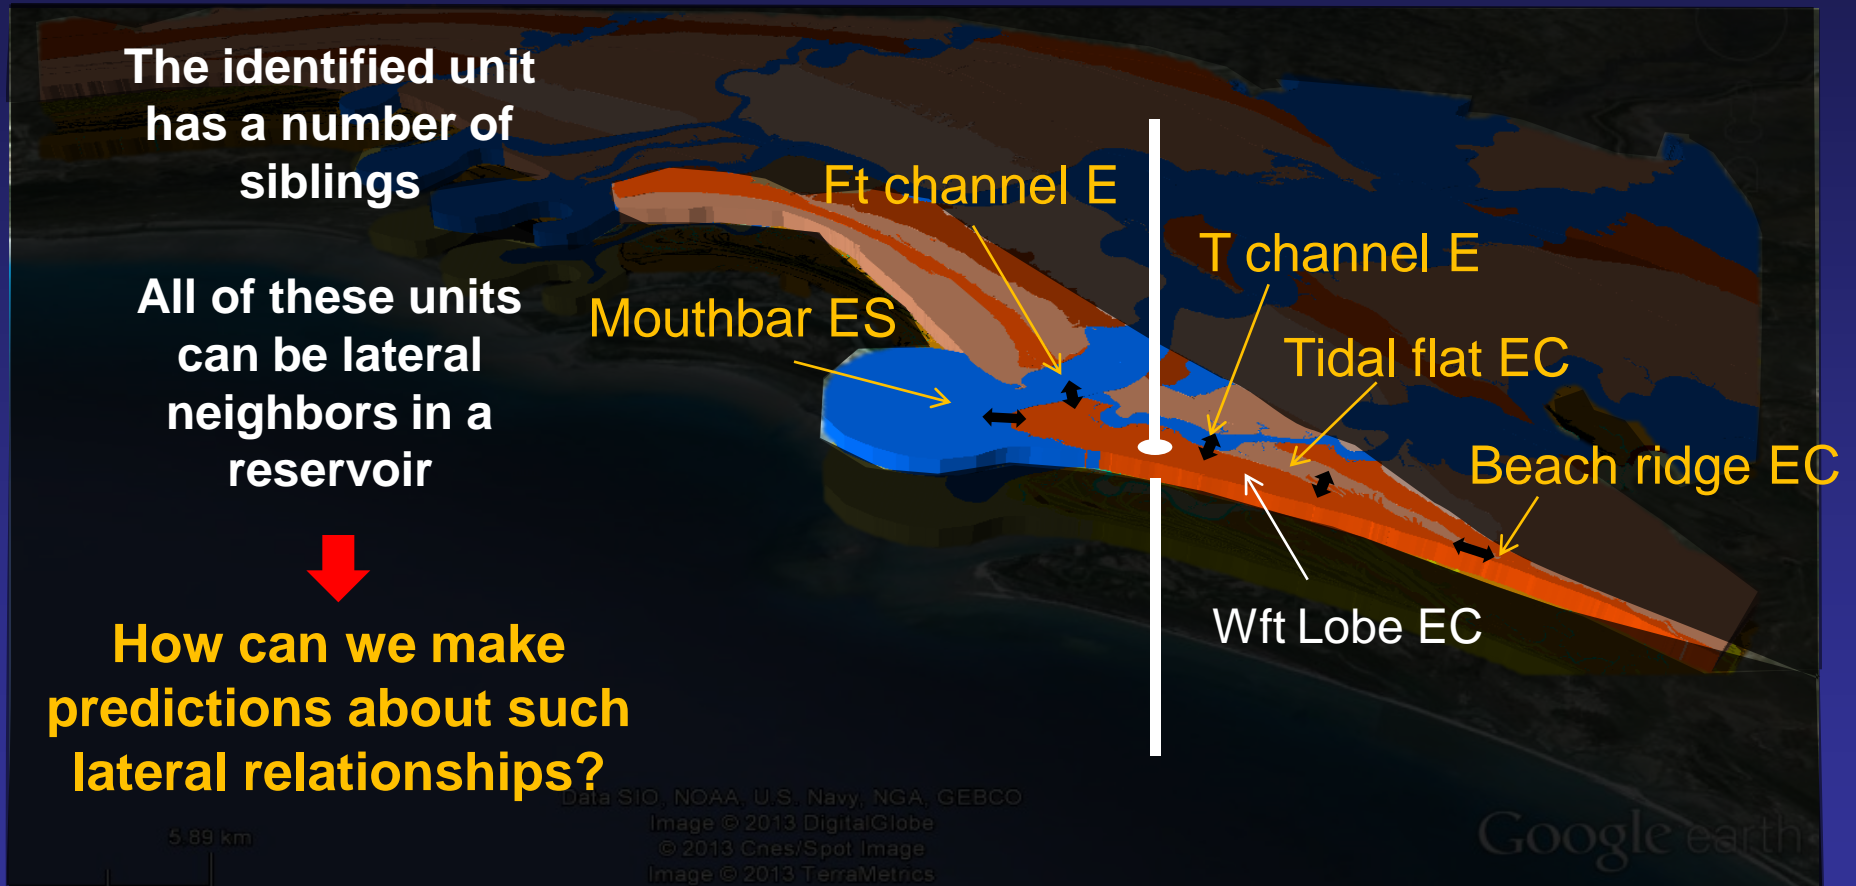 The identified unit
has a number of
siblings
All of these units
can be lateral
neighbors in a
reservoir
How can we make
predictions about such
lateral relationships?
Ft channel E
T channel E
Mouthbar ES
Tidal flat EC
Beach ridge EC
Wft Lobe EC
Data SIO, NOAA, U.S. Navy, NGA, GEBCO
Image © 2013 DigitalGlobe
© 2013 Cnes/Spot Image
Image © 2013 TerraMetrics
5.89 km
Google earth